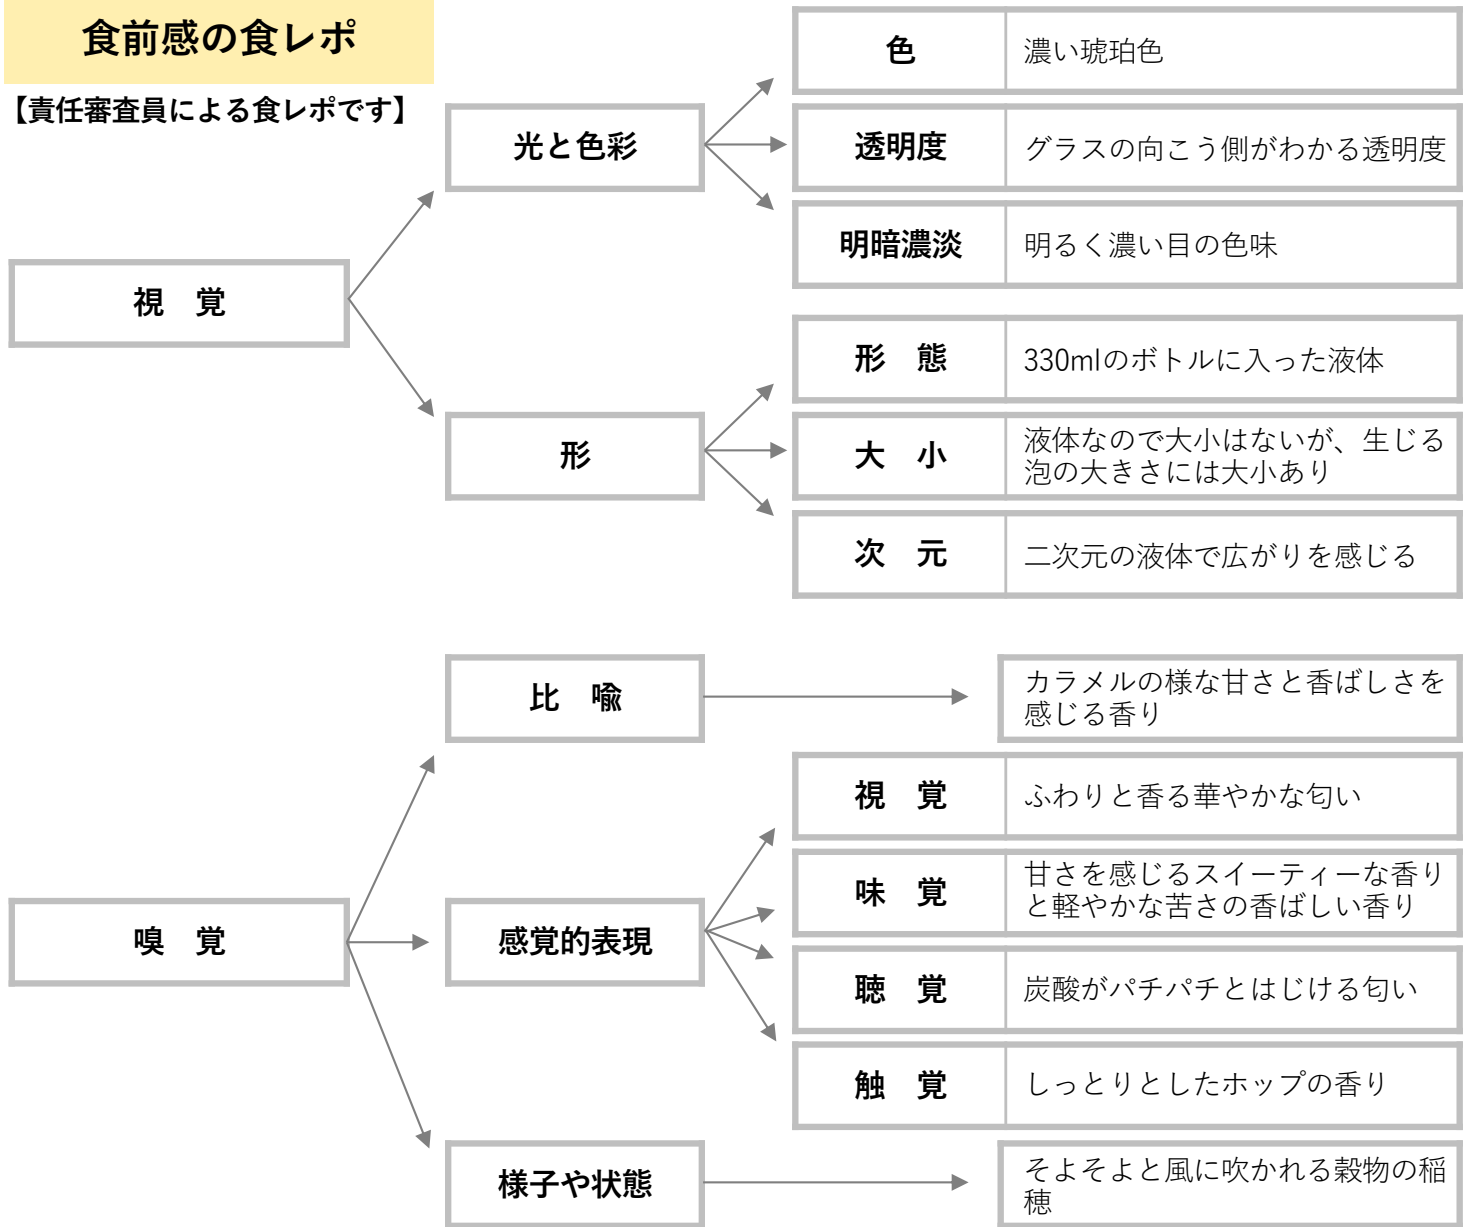 食前感の食レポ
【責任審査員による食レポです】
視　覚
光と色彩
色
濃い琥珀色
透明度
グラスの向こう側がわかる透明度
明暗濃淡
明るく濃い目の色味
形
形　態
330mlのボトルに入った液体
大　小
液体なので大小はないが、生じる
泡の大きさには大小あり
次　元
二次元の液体で広がりを感じる
嗅　覚
比　喩
カラメルの様な甘さと香ばしさを
感じる香り
感覚的表現
視　覚
ふわりと香る華やかな匂い
味　覚
甘さを感じるスイーティーな香り
と軽やかな苦さの香ばしい香り
聴　覚
炭酸がパチパチとはじける匂い
触　覚
しっとりとしたホップの香り
様子や状態
そよそよと風に吹かれる穀物の稲
穂